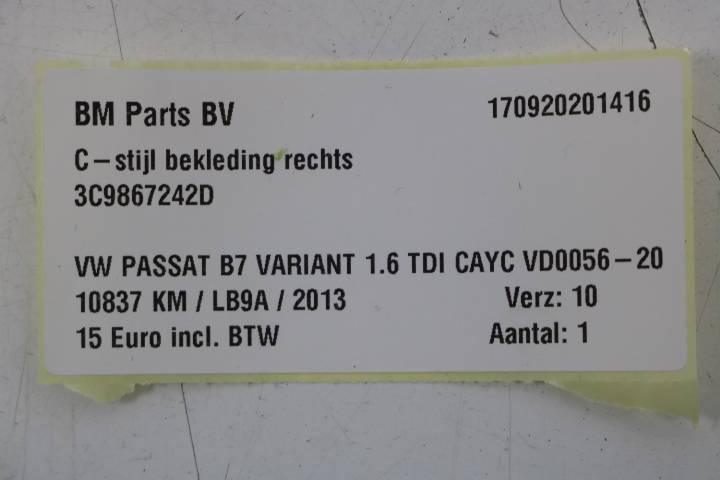 BM Parts BV 170920201416
C-stijl bekleding rechts
3C9867242D
VW PASSAT B7 VARIANT 1.6 TDI CAYC VD0056-20
10837 KM / LB9A / 2013 Verz: 10
15 Euro incl. BTW Aantal: 1